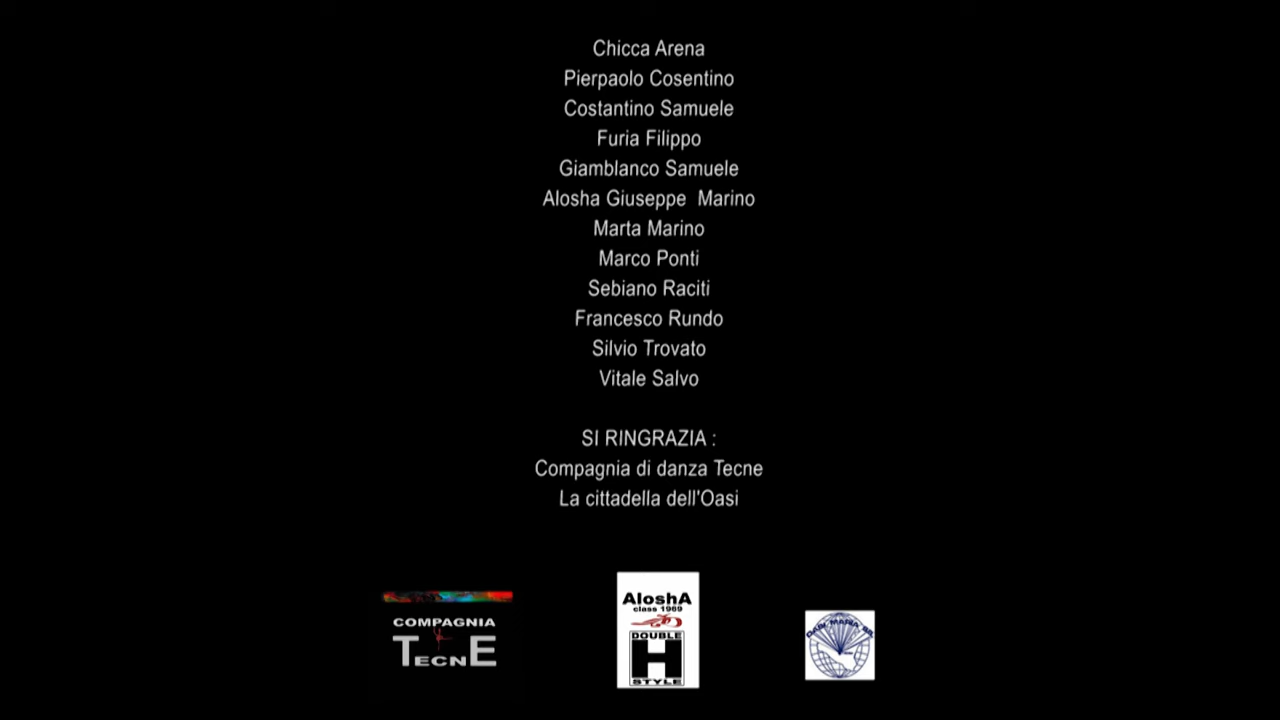 Chicca Arena
Pierpaolo Cosentino
Costantino Samuele
Furia Filippo
Giamblanco Samuele
Alosha Giuseppe  Marino
Marta Marino
Marco Ponti
Sebiano Raciti
Francesco Rundo
Silvio Trovato
Vitale Salvo
SI RINGRAZIA :
Compagnia di danza Tecne
La cittadella dell'Oasi
COMPAGNIA
TECNE
AloshA
class 1969
DOUBLE
H
STYLE